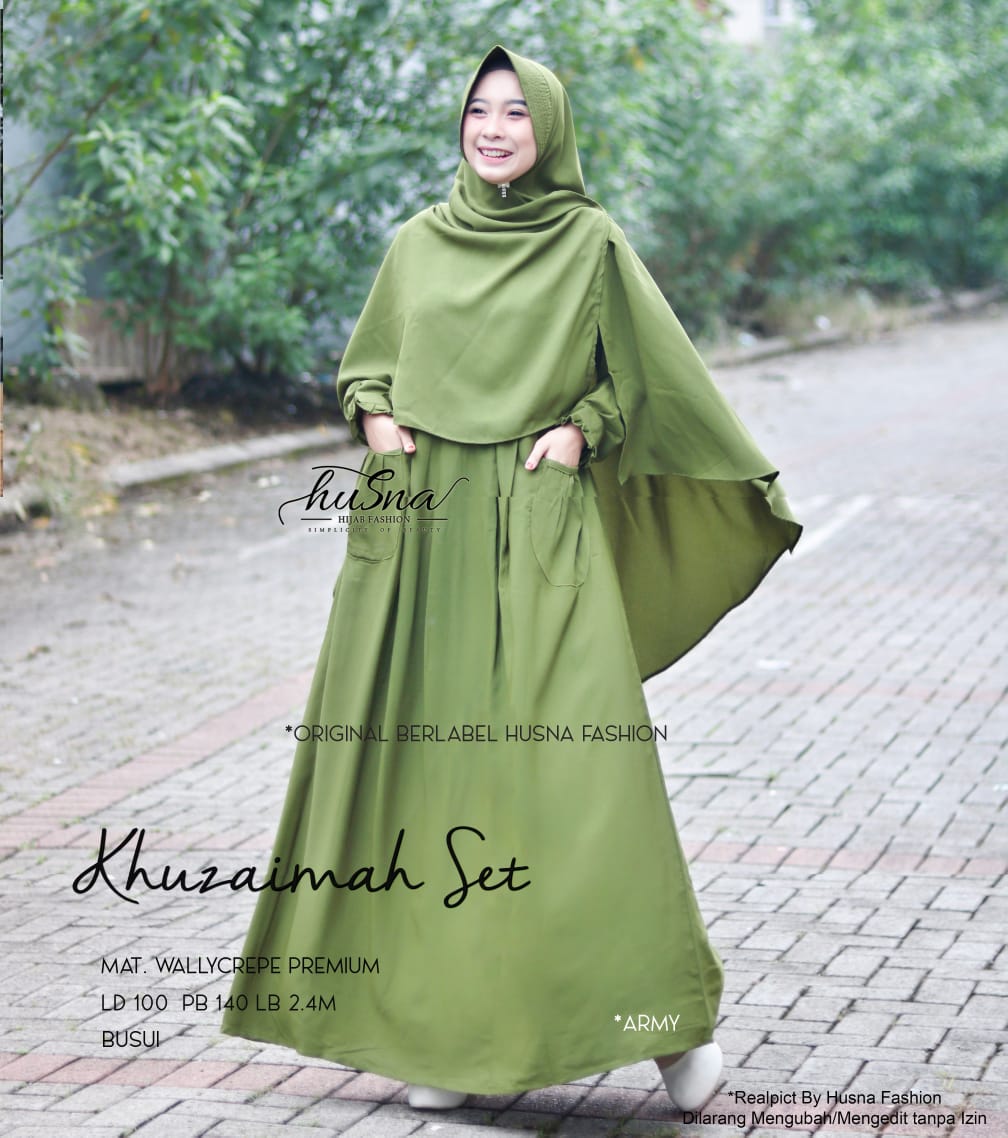 husna
HIJAB FASHION
SIMPLICITY OF BEAUTY
*ORIGINAL BERLABEL HUSNA FASHION
Khuzaimah Set
MAT. WALLYCREPE PREMIUM
LD 100 PB 140 LB 2.4M
BUSUI
*ARMY
*Realpict By Husna Fashion
Dilarang Mengubah/Mengedit tanpa Izin